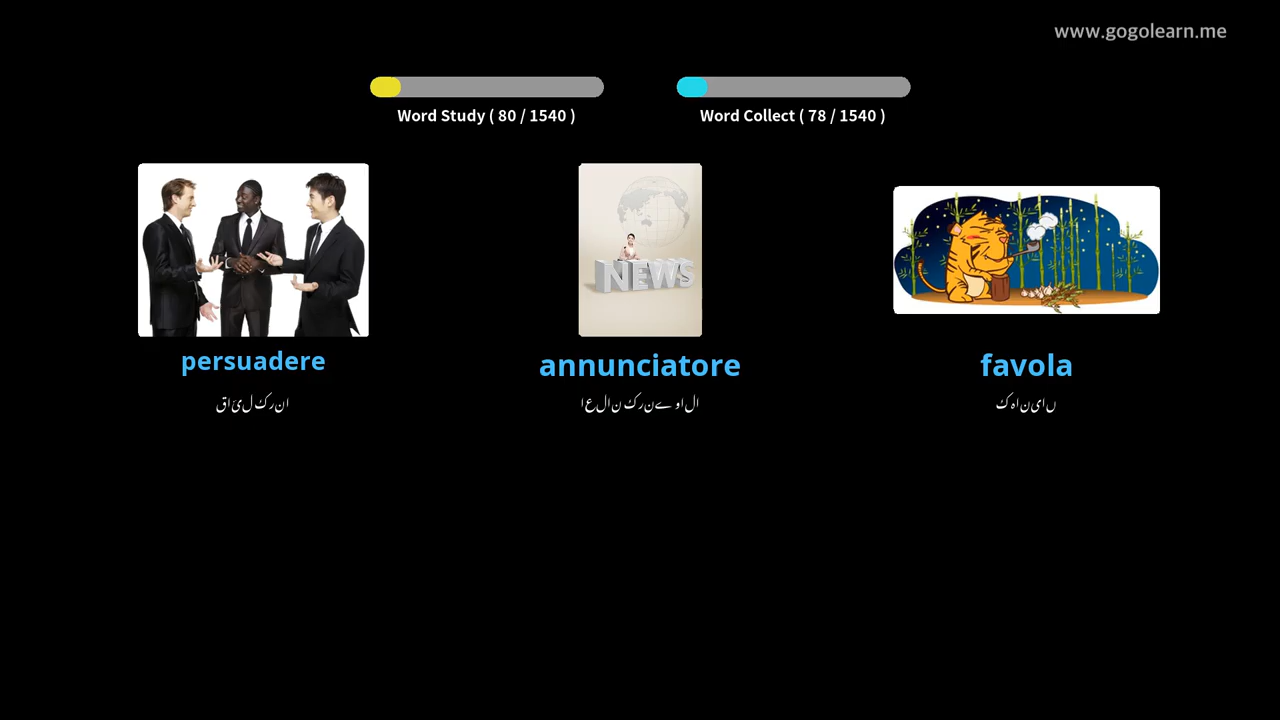 www.gogolearn.me
Word Study ( 80 / 1540 )
Word Collect ( 78 / 1540 )
NEWS
persuadere
annunciatore
favola
قائل کرنا
اعلان کرنے والا
کہانیاں